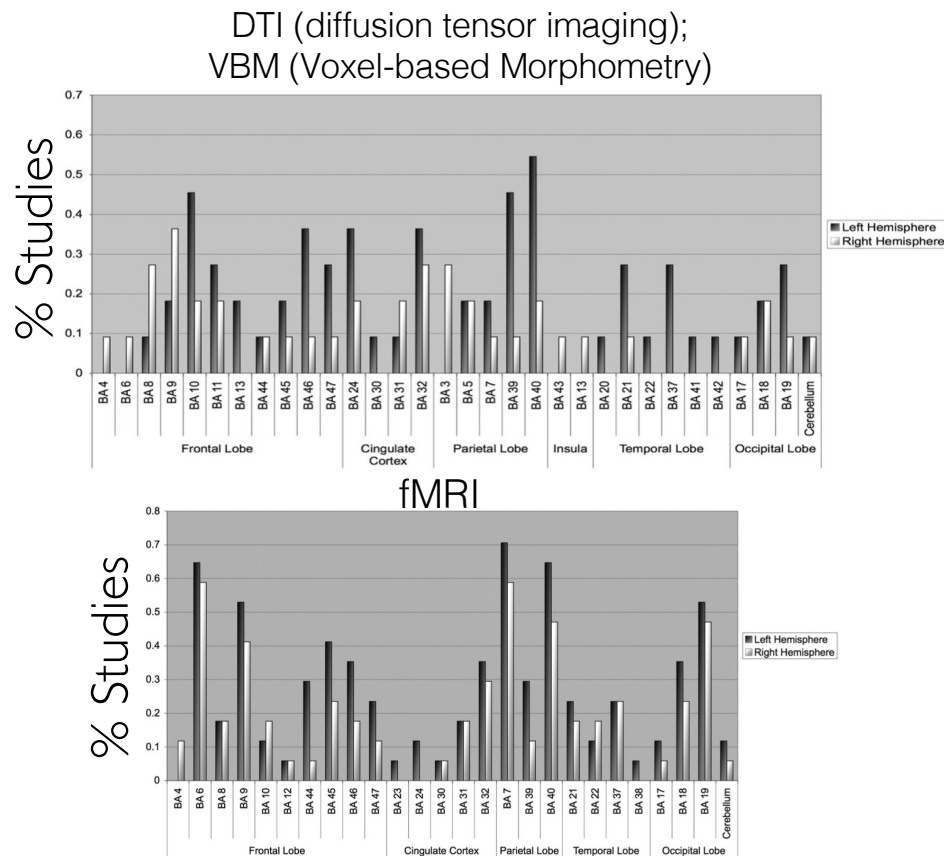 DTI (diffusion tensor imaging);
VBM (Voxel-based Morphometry)
% Studies
0.7
0.6
0.5
0.4
0.3
0.2
0.1
0
Left Hemisphere
Right Hemisphere
BA 4 BA 6 BA 8 BA 9 BA 10 BA 11 BA 13 BA 44 BA 45 BA 46 BA 47 BA 24 BA 30 BA 31 BA 32 BA 3 BA 5 BA 7 BA 39 BA 40 BA 43 BA 13 BA 20 BA 21 BA 22 BA 37 BA 41 BA 42 BA 17 BA 18 BA 19 Cerebellum
Frontal Lobe Cingulate Parietal Lobe Insula Temporal Lobe Occipital Lobe
Cortex
fMRI
% Studies
0.8
0.7
0.6
0.5
0.4
0.3
0.2
0.1
0
Left Hemisphere
Right Hemisphere
BA 4 BA 6 BA 8 BA 9 BA 10 BA 12 BA 44 BA 45 BA 46 BA 47 BA 23 BA 24 BA 30 BA 31 BA 32 BA 7 BA 39 BA 40 BA 21 BA 22 BA 37 BA 38 BA 17 BA 18 BA 19 Cerebellum
Frontal Lobe Cingulate Cortex Parietal Lobe Temporal Lobe Occipital Lobe